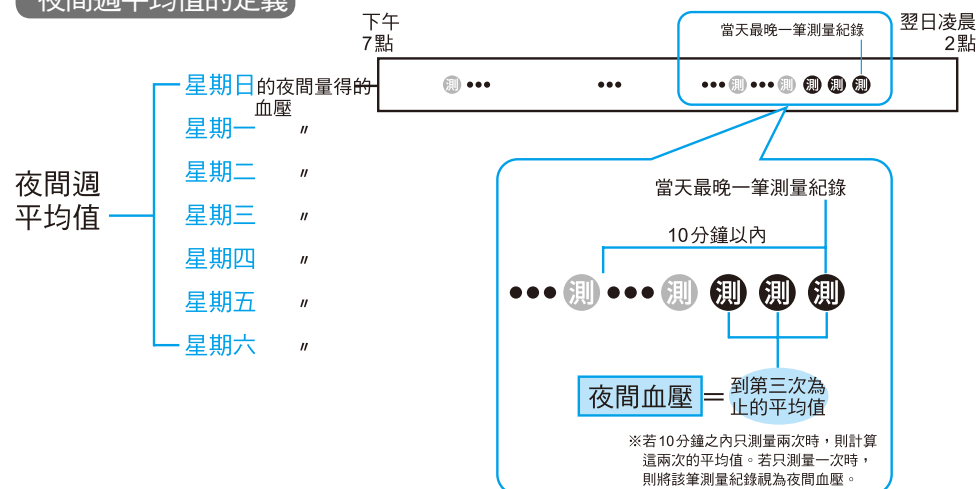 夜間週平均值的定義
下午
7點
翌日凌晨
2點
當天最晚一筆測量紀錄
測•••
•••
•••測•••測測測測
夜間週
平均值
星期日的夜間量得的
血壓
星期一 〃
星期二 〃
星期三 〃
星期四 〃
星期五 〃
星期六 〃
當天最晚一筆測量紀錄
10分鐘以內
•••測•••測測測測
夜間血壓=到第三次為
止的平均值
※若10分鐘之內只測量兩次時，則計算
這兩次的平均值。若只測量一次時，
則將該筆測量紀錄視為夜間血壓。